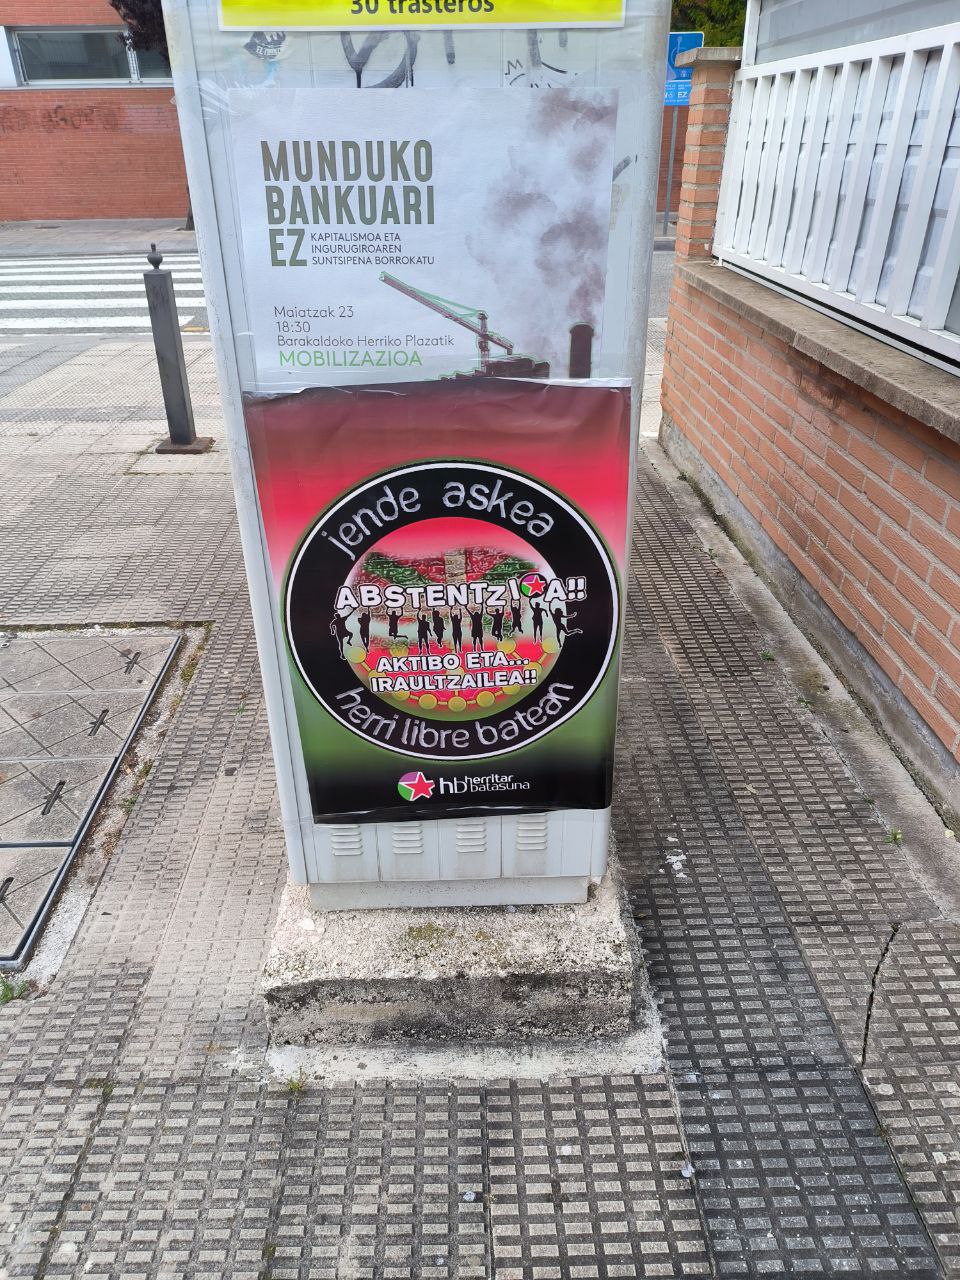 30 trasteros
MUNDUKO
BANKUARI
EZ
KAPITALISMOA ETA
INGURUGIROAREN
SUNTSIPENA BORROKATU
Maiatzak 23
18:30
Barakaldoko Herriko Plazatik
MOBILIZAZIOA
jende askea
ABSTENTZIOA!!
AKTIBO ETA...
IRAULTZAILEA!!
herri libre batean
hb herritar
batasuna